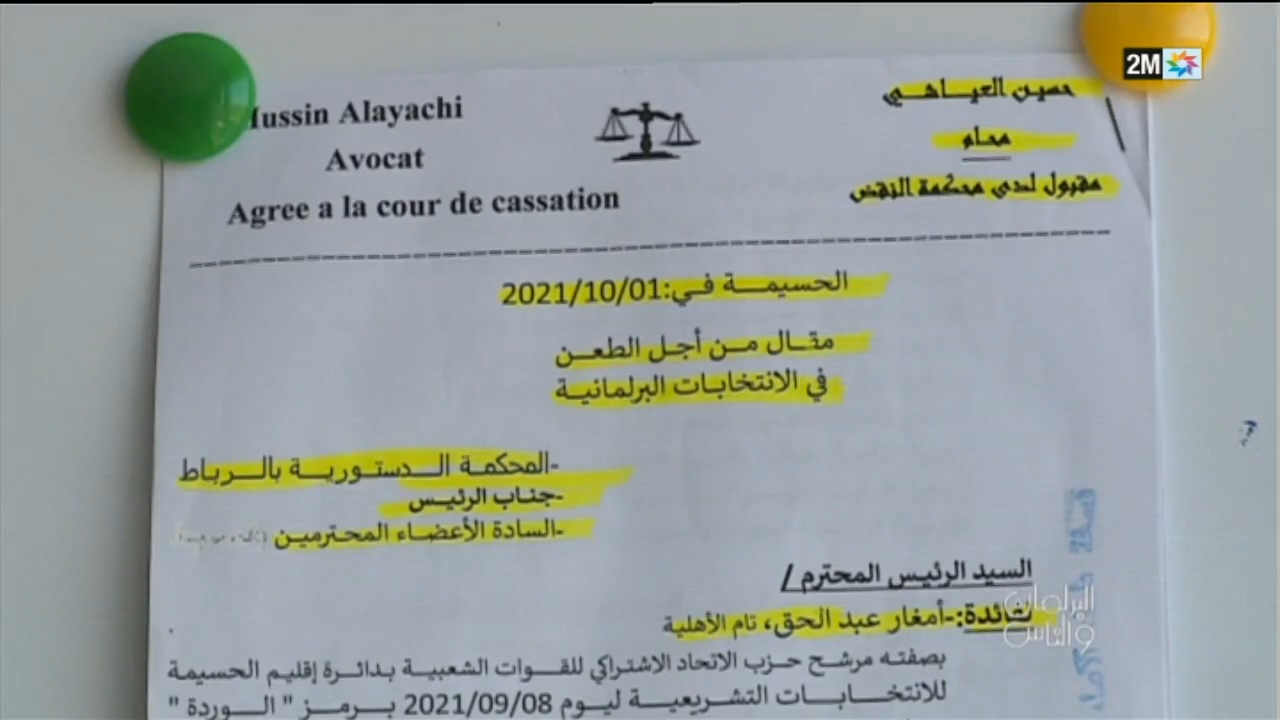 2M
Hussin Alayachi
Avocat
Agree a la cour de cassation
حسين العياشي
محام
مقبول لدى محكمة النقض
الحسيمة في:2021/10/01
مقال من أجل الطعن
في الانتخابات البرلمانية
-المحكمة الدستورية بالرباط
-جناب الرئيس
-السادة الأعضاء المحترمين
السيد الرئيس المحترم /
لفائدة:-أمغار عبد الحق، تام الأهلية
بصفته مرشح حزب الاتحاد الاشتراكي للقوات الشعبية بدائرة إقليم الحسيمة
للانتخابات التشريعية ليوم 2021/09/08 برمز " الوردة "
البرلمان
والناس